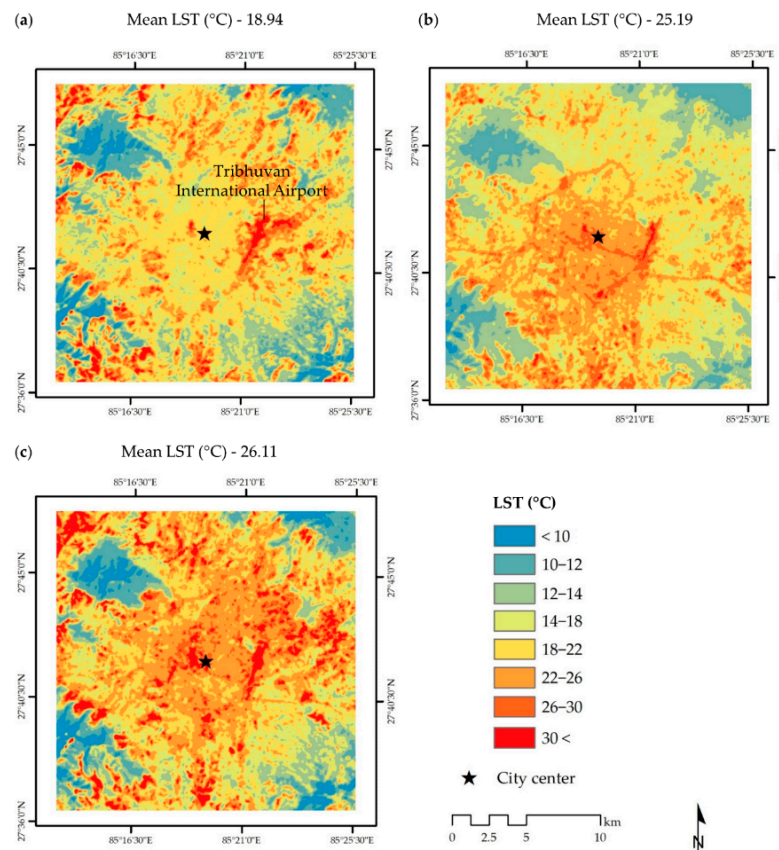 (a) Mean LST (°C) - 18.94
85°16'30"E 85°21'0"E 85°25'30"E
27°45'0"N 27°45'0"N
Tribhuvan
International Airport
27°40'30"N 27°40'30"N
27°36'0"N
85°16'30"E 85°21'0"E 85°25'30"E
(b) Mean LST (°C) - 25.19
85°16'30"E 85°21'0"E
27°45'0"N
27°40'30"N
27°36'0"N
85°16'30"E 85°21'0"E 85°25'30"E
(c) Mean LST (°C) - 26.11
85°16'30"E 85°21'0"E 85°25'30"E
27°45'0"N 27°45'0"N
27°40'30"N 27°40'30"N
27°36'0"N
85°16'30"E 85°21'0"E 85°25'30"E
LST (°C)
< 10
10–12
12–14
14–18
18–22
22–26
26–30
30 <
City center
km
0 2.5 5 10
N